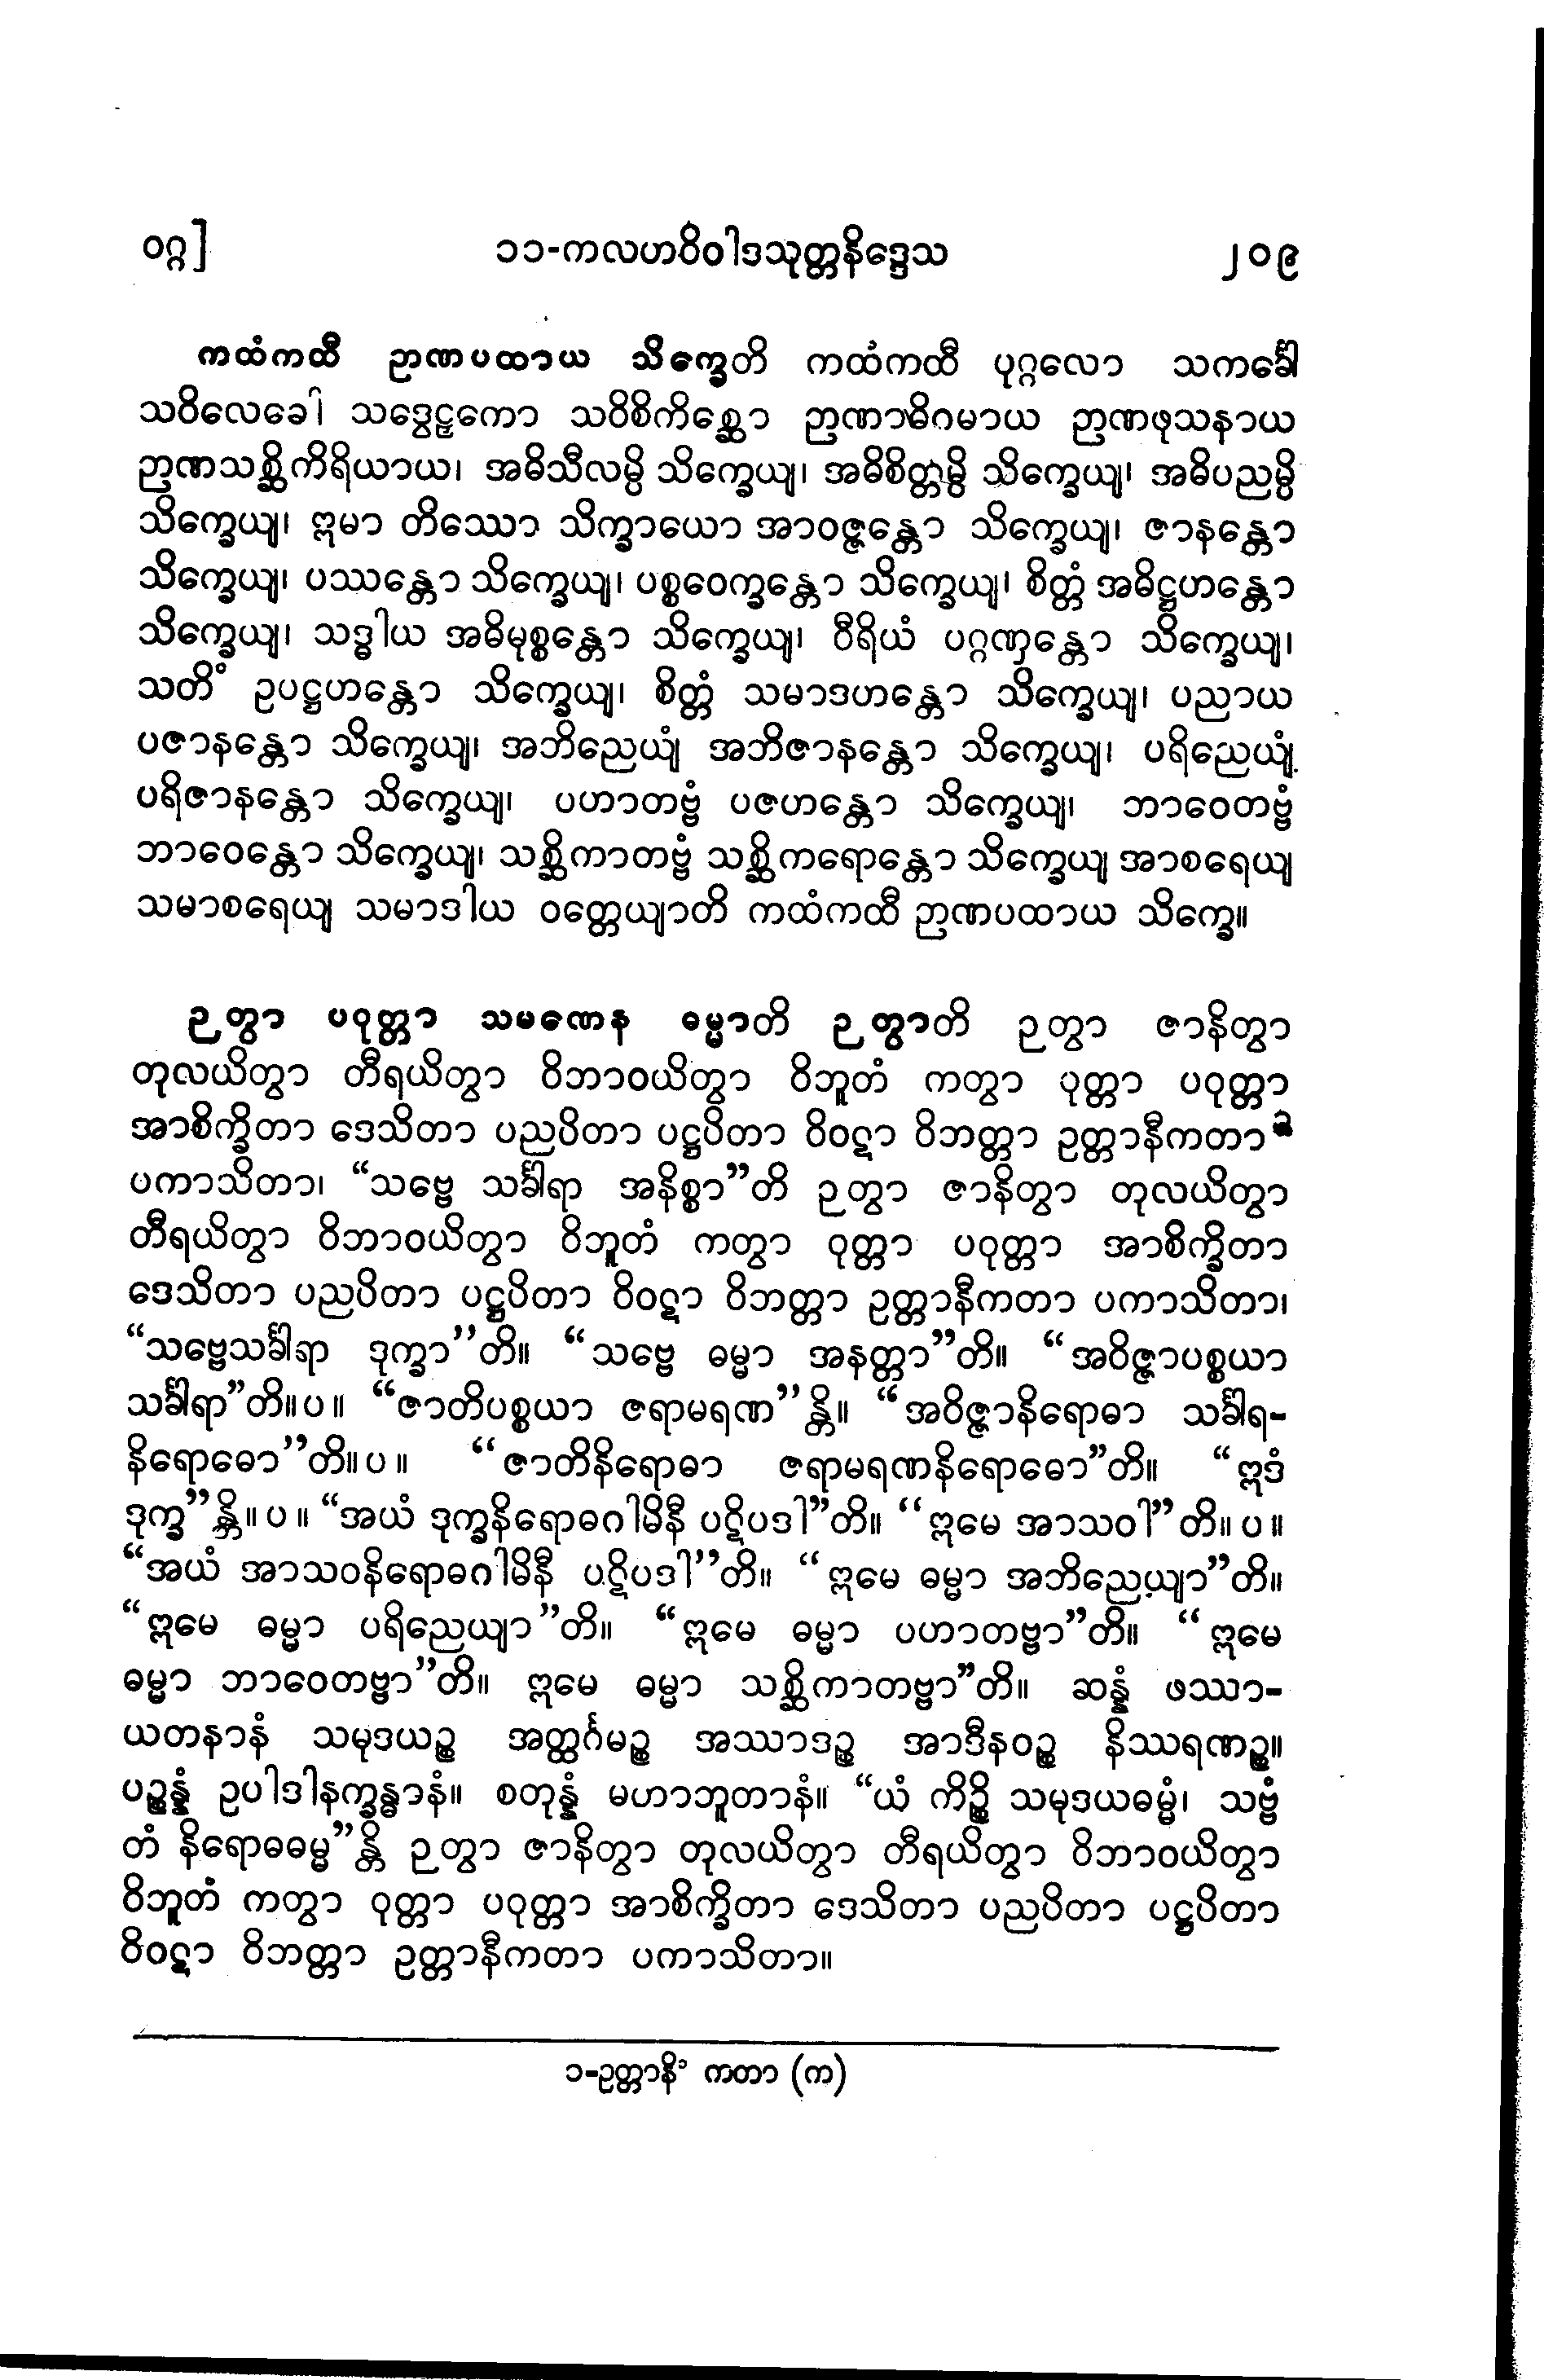 ဝဂ္ဂ] ၁၁-ကလဟဝိဝါဒသုတ္တနိဒ္ဒေသ ၂၀၉
ကထံကထီ ဉာဏပထာယ သိက္ခေတိ ကထံကထီ ပုဂ္ဂလော သကင်္ခေါ
သဝိလေခေါ သဒွေဠှကော သဝိစိကိစ္ဆော ဉာဏာဓိဂမာယ ဉာဏဖုသနာယ
ဉာဏသစ္ဆိကိရိယာယ၊ အဓိသီလမ္ပိ သိက္ခေယျ၊ အဓိစိတ္တမ္ပိ သိက္ခေယျ၊ အဓိပညမ္ပိ
သိက္ခေယျ၊ ဣမာ တိဿော သိက္ခာယော အာဝဇ္ဇန္တော သိက္ခေယျ၊ ဇာနန္တော
သိက္ခေယျ၊ ပဿန္တော သိက္ခေယျ၊ ပစ္စဝေက္ခန္တော သိက္ခေယျ၊ စိတ္တံ အဓိဋ္ဌဟန္တော
သိက္ခေယျ၊ သဒ္ဓါယ အဓိမုစ္စန္တော သိက္ခေယျ၊ ဝီရိယံ ပဂ္ဂဏှန္တော သိက္ခေယျ၊
သတိံ ဥပဋ္ဌဟန္တော သိက္ခေယျ၊ စိတ္တံ သမာဒဟန္တော သိက္ခေယျ၊ ပညာယ
ပဇာနန္တော သိက္ခေယျ၊ အဘိညေယျံ အဘိဇာနန္တော သိက္ခေယျ၊ ပရိညေယျံ
ပရိဇာနန္တော သိက္ခေယျ၊ ပဟာတဗ္ဗံ ပဇဟန္တော သိက္ခေယျ၊ ဘာဝေတဗ္ဗံ
ဘာဝေန္တော သိက္ခေယျ၊ သစ္ဆိကာတဗ္ဗံ သစ္ဆိကရောန္တော သိက္ခေယျ အာစရေယျ
သမာစရေယျ သမာဒါယ ဝတ္တေယျာတိ ကထံကထီ ဉာဏပထာယ သိက္ခေ။
ဉတွာ ပဝုတ္တာ သမဏေန ဓမ္မာတိ ဉတွာတိ ဉတွာ ဇာနိတွာ
တုလယိတွာ တီရယိတွာ ဝိဘာဝယိတွာ ဝိဘူတံ ကတွာ ဝုတ္တာ ပဝုတ္တာ
အာစိက္ခိတာ ဒေသိတာ ပညပိတာ ပဋ္ဌပိတာ ဝိဝဋာ ဝိဘတ္တာ ဥတ္တာနီကတာ
ပကာသိတာ၊ “သဗ္ဗေ သင်္ခါရာ အနိစ္စာ”တိ ဉတွာ ဇာနိတွာ တုလယိတွာ
တီရယိတွာ ဝိဘာဝယိတွာ ဝိဘူတံ ကတွာ ဝုတ္တာ ပဝုတ္တာ အာစိက္ခိတာ
ဒေသိတာ ပညပိတာ ပဋ္ဌပိတာ ဝိဝဋာ ဝိဘတ္တာ ဥတ္တာနီကတာ ပကာသိတာ၊
“သဗ္ဗေသင်္ခါရာ ဒုက္ခာ”တိ။ “သဗ္ဗေ ဓမ္မာ အနတ္တာ”တိ။ “အဝိဇ္ဇာပစ္စယာ
သင်္ခါရာ”တိ။ပ။ “ဇာတိပစ္စယာ ဇရာမရဏ”န္တိ။ “အဝိဇ္ဇာနိရောဓာ သင်္ခါရ-
နိရောဓော”တိ။ပ။ “ဇာတိနိရောဓာ ဇရာမရဏနိရောဓော”တိ။ “ဣဒံ
ဒုက္ခ”န္တိ။ပ။ “အယံ ဒုက္ခနိရောဓဂါမိနီ ပဋိပဒါ”တိ။ “ဣမေ အာသဝါ”တိ။ပ။
“အယံ အာသဝနိရောဓဂါမိနီ ပဋိပဒါ”တိ။ “ဣမေ ဓမ္မာ အဘိညေယျာ”တိ။
“ဣမေ ဓမ္မာ ပရိညေယျာ”တိ။ “ဣမေ ဓမ္မာ ပဟာတဗ္ဗာ”တိ။ “ဣမေ
ဓမ္မာ ဘာဝေတဗ္ဗာ”တိ။ ဣမေ ဓမ္မာ သစ္ဆိကာတဗ္ဗာ”တိ။ ဆန္နံ ဖဿာ-
ယတနာနံ သမုဒယဉ္စ အတ္ထင်္ဂမဉ္စ အဿာဒဉ္စ အာဒီနဝဉ္စ နိဿရဏဉ္စ။
ပဉ္စန္နံ ဥပါဒါနက္ခန္ဓာနံ။ စတုန္နံ မဟာဘူတာနံ။ “ယံ ကိဉ္စိ သမုဒယဓမ္မံ၊ သဗ္ဗံ
တံ နိရောဓဓမ္မ”န္တိ ဉတွာ ဇာနိတွာ တုလယိတွာ တီရယိတွာ ဝိဘာဝယိတွာ
ဝိဘူတံ ကတွာ ဝုတ္တာ ပဝုတ္တာ အာစိက္ခိတာ ဒေသိတာ ပညပိတာ ပဋ္ဌပိတာ
ဝိဝဋာ ဝိဘတ္တာ ဥတ္တာနီကတာ ပကာသိတာ။
၁-ဥတ္တာနိံ ကတာ (က)